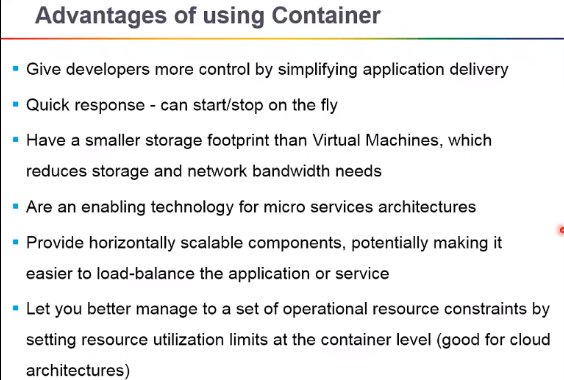 Advantages of using Container
Give developers more control by simplifying application delivery
Quick response - can start/stop on the fly
Have a smaller storage footprint than Virtual Machines, which
reduces storage and network bandwidth needs
Are an enabling technology for micro services architectures
Provide horizontally scalable components, potentially making it
easier to load-balance the application or service
Let you better manage to a set of operational resource constraints by
setting resource utilization limits at the container level (good for cloud
architectures)